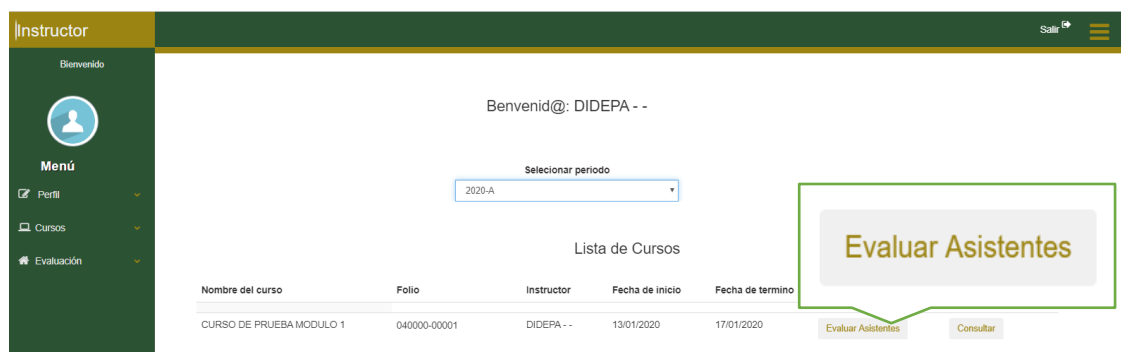 Instructor
Salir
Bienvenido
Benvenid@: DIDEPA - -
Menú
Selecionar periodo
Perfil
2020-A
Cursos
Evaluar Asistentes
Lista de Cursos
Evaluación
Nombre del curso Folio Instructor Fecha de inicio Fecha de termino
CURSO DE PRUEBA MODULO 1 040000-00001 DIDEPA - - 13/01/2020 17/01/2020 Evaluar Asistentes Consultar